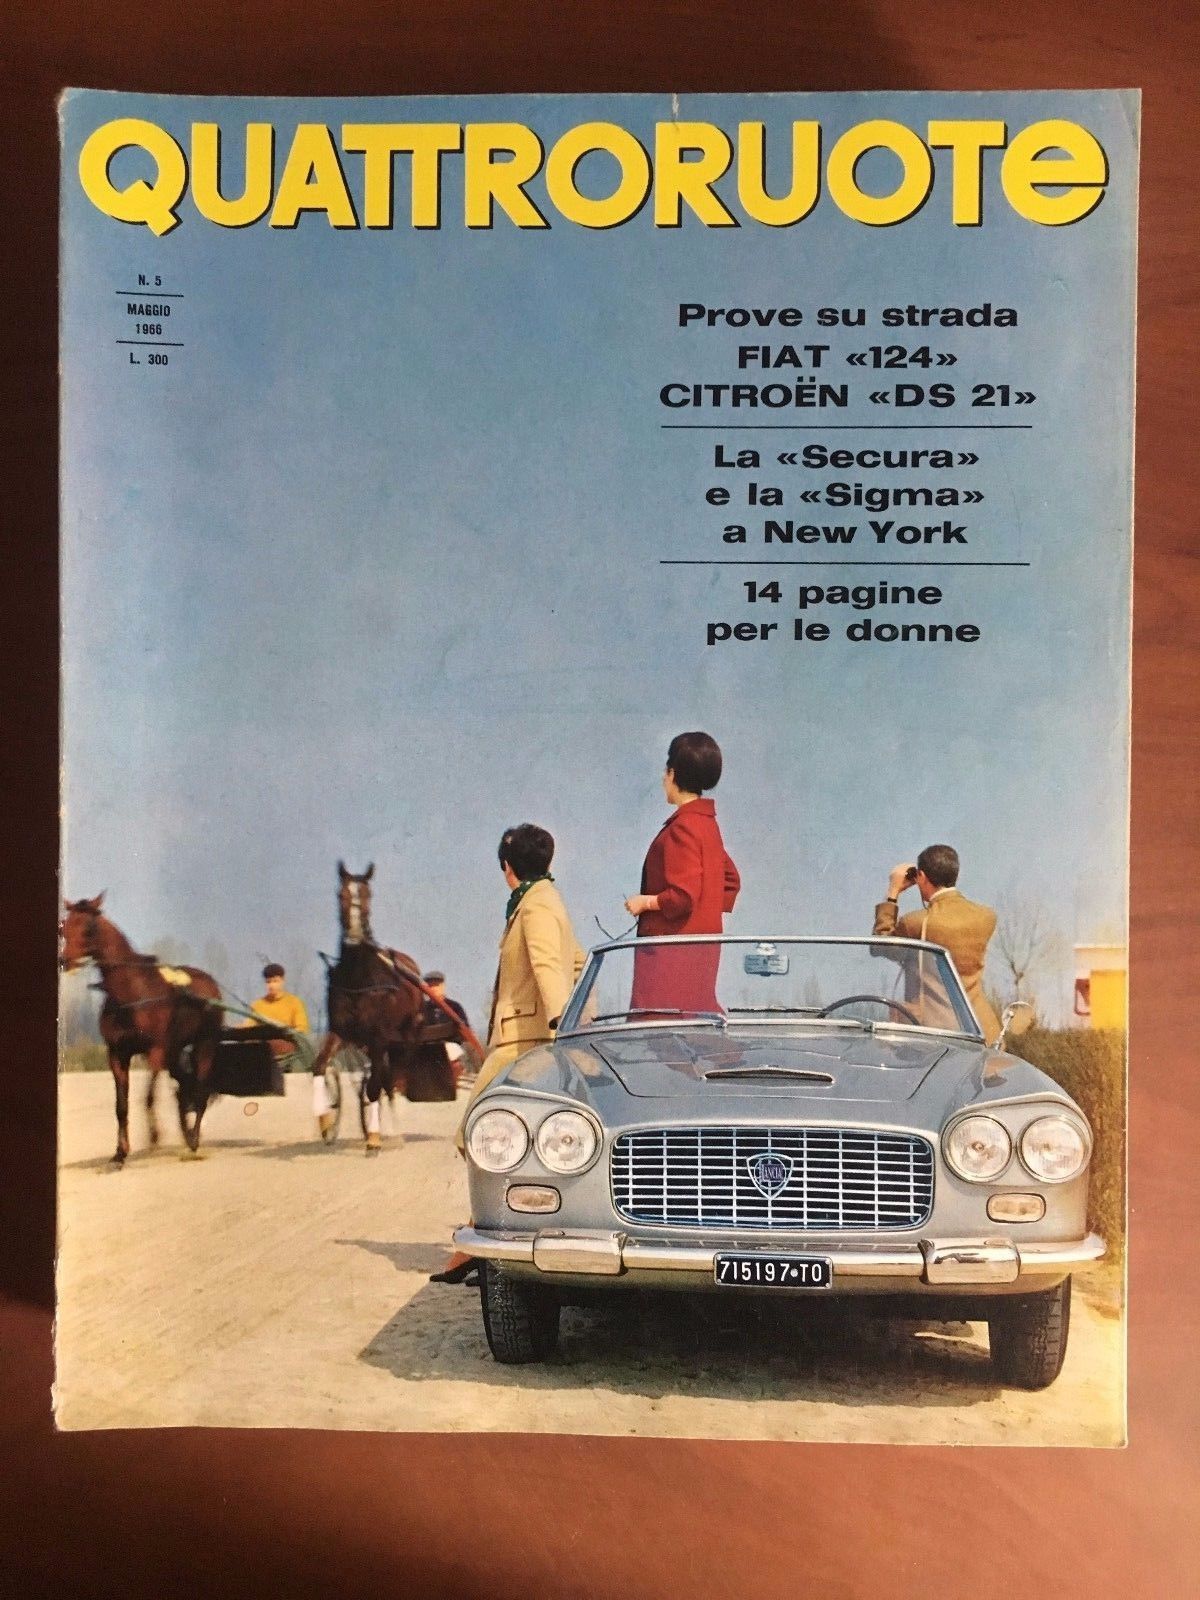 QUATTRORUOTe
N. 5
MAGGIO
1966
L. 300
Prove su strada
FIAT «124»
CITROËN «DS 21»
La «Secura»
e la «Sigma»
a New York
14 pagine
per le donne
LANCIA
715197•TO